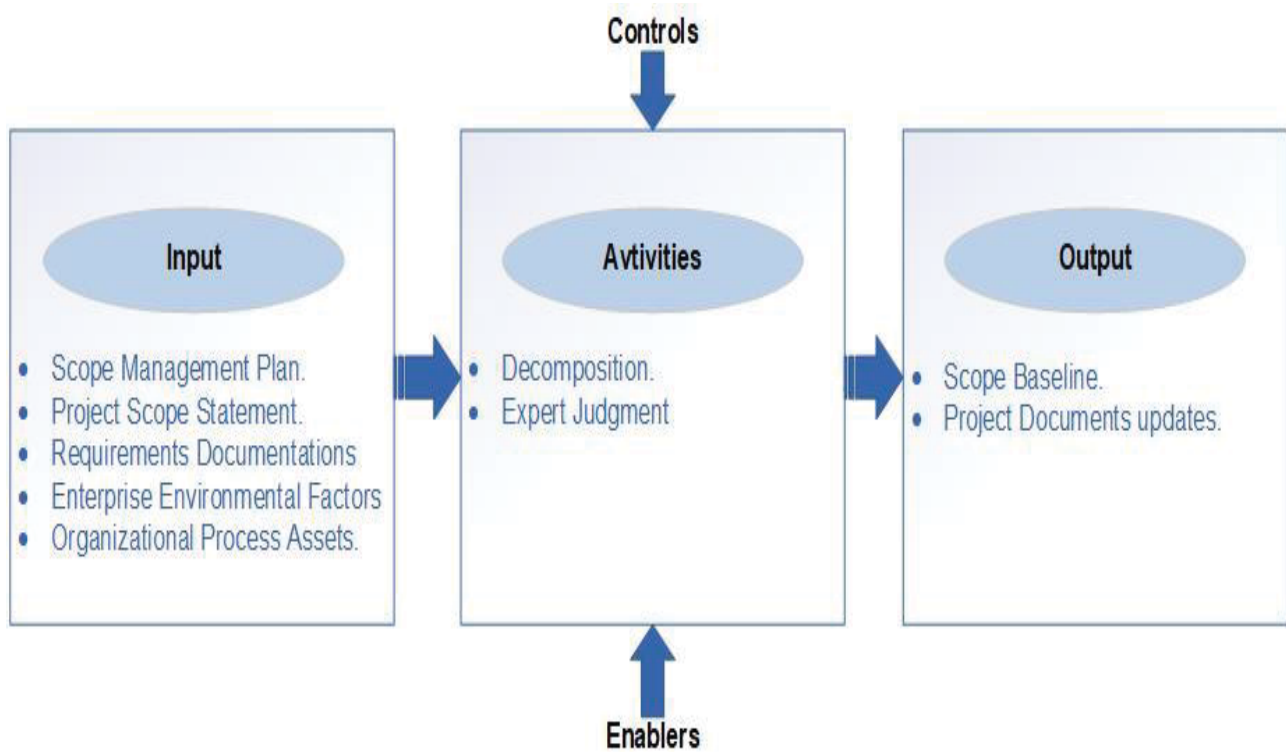 Controls
Input
• Scope Management Plan.
• Project Scope Statement.
• Requirements Documentations
• Enterprise Environmental Factors
• Organizational Process Assets.
Avtivities
• Decomposition.
• Expert Judgment
Output
• Scope Baseline.
• Project Documents updates.
Enablers